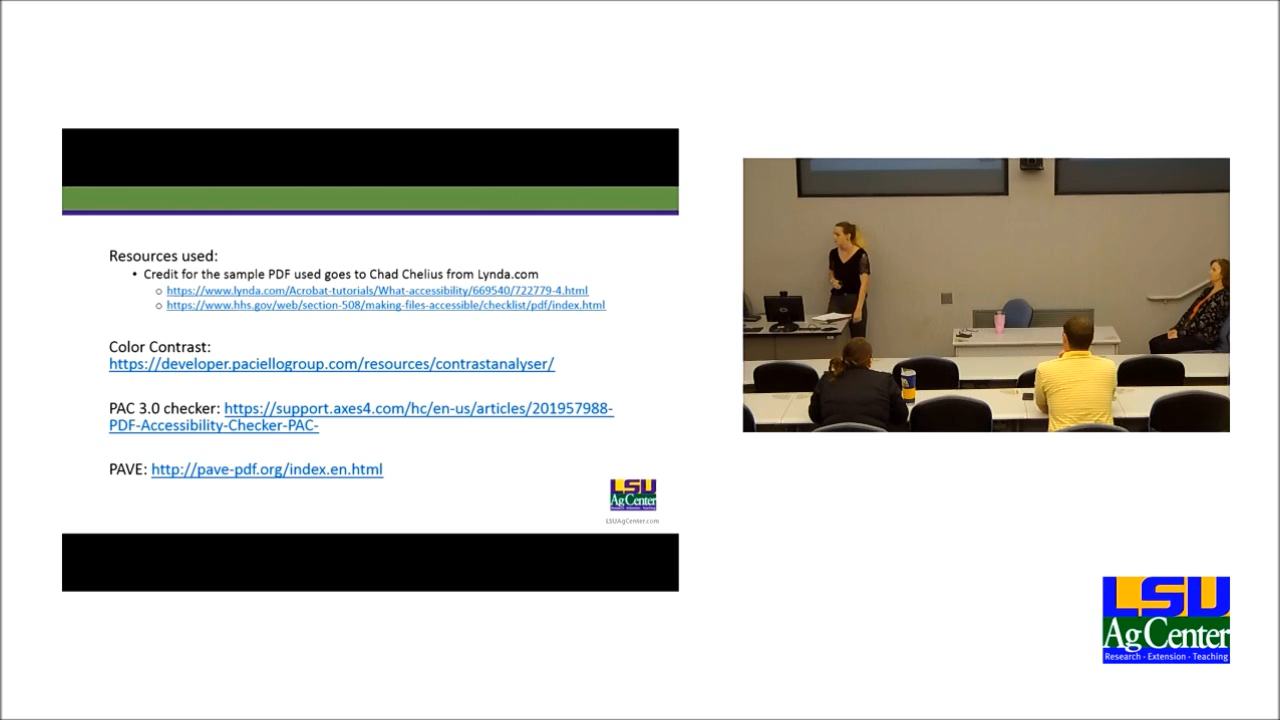 Resources used:
• Credit for the sample PDF used goes to Chad Chelius from Lynda.com
○ https://www.lynda.com/Acrobat-tutorials/What-accessibility/669540/722779-4.html
○ https://www.hhs.gov/web/section-508/making-files-accessible/checklist/pdf/index.html
Color Contrast:
https://developer.paciellogroup.com/resources/contrastanalyser/
PAC 3.0 checker: https://support.axes4.com/hc/en-us/articles/201957988-
PDF-Accessibility-Checker-PAC-
PAVE: http://pave-pdf.org/index.en.html
LSU
AgCenter
Research - Extension - Teaching
LSUAgCenter.com
LSU
AgCenter
Research - Extension - Teaching